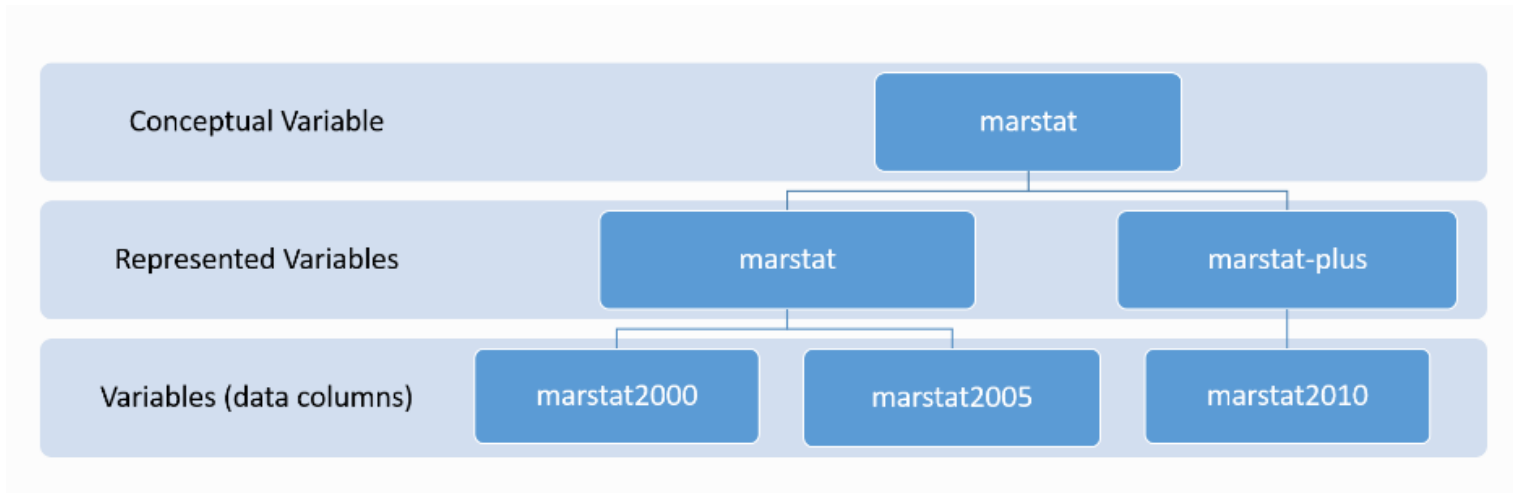 Conceptual Variable
marstat
Represented Variables
marstat
marstat-plus
Variables (data columns)
marstat2000
marstat2005
marstat2010